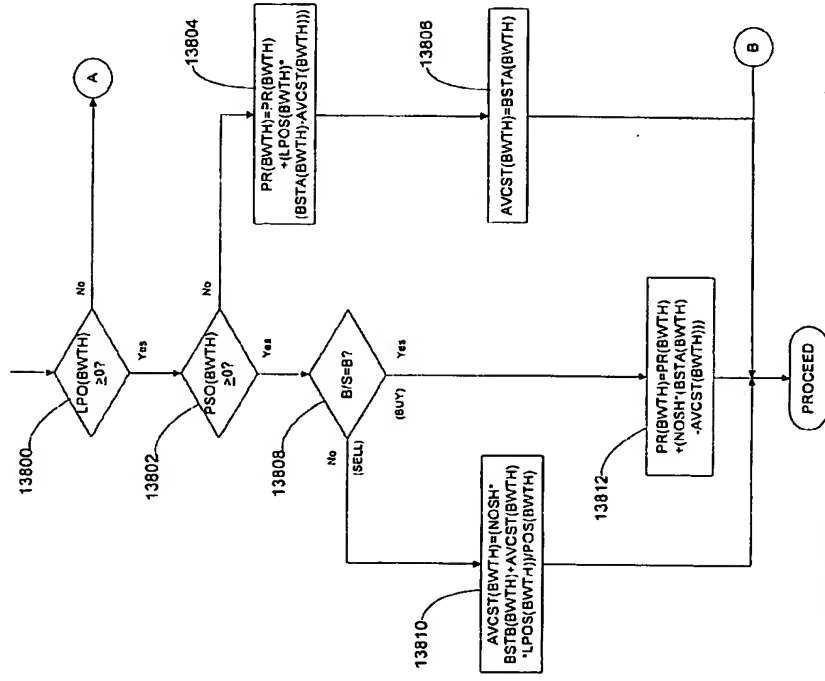 13800
LPO(BWTH)
≥0?
No
A
Yes
13802
PSO(BWTH)
≥0?
No
13804
PR(BWTH)=PR(BWTH)
+(LPOS(BWTH)*
(BSTA(BWTH)-AVCST(BWTH)))
Yes
13808
B/S=B?
13806
AVCST(BWTH)=BSTA(BWTH)
No
(SELL)
Yes
(BUY)
13810
AVCST(BWTH)=(NOSH*
BSTB(BWTH)+AVCST(BWTH)
*LPOS(BWTH))/POS(BWTH)
13812
PR(BWTH)=PR(BWTH)
+(NOSH*(BSTA(BWTH)
-AVCST(BWTH)))
B
PROCEED